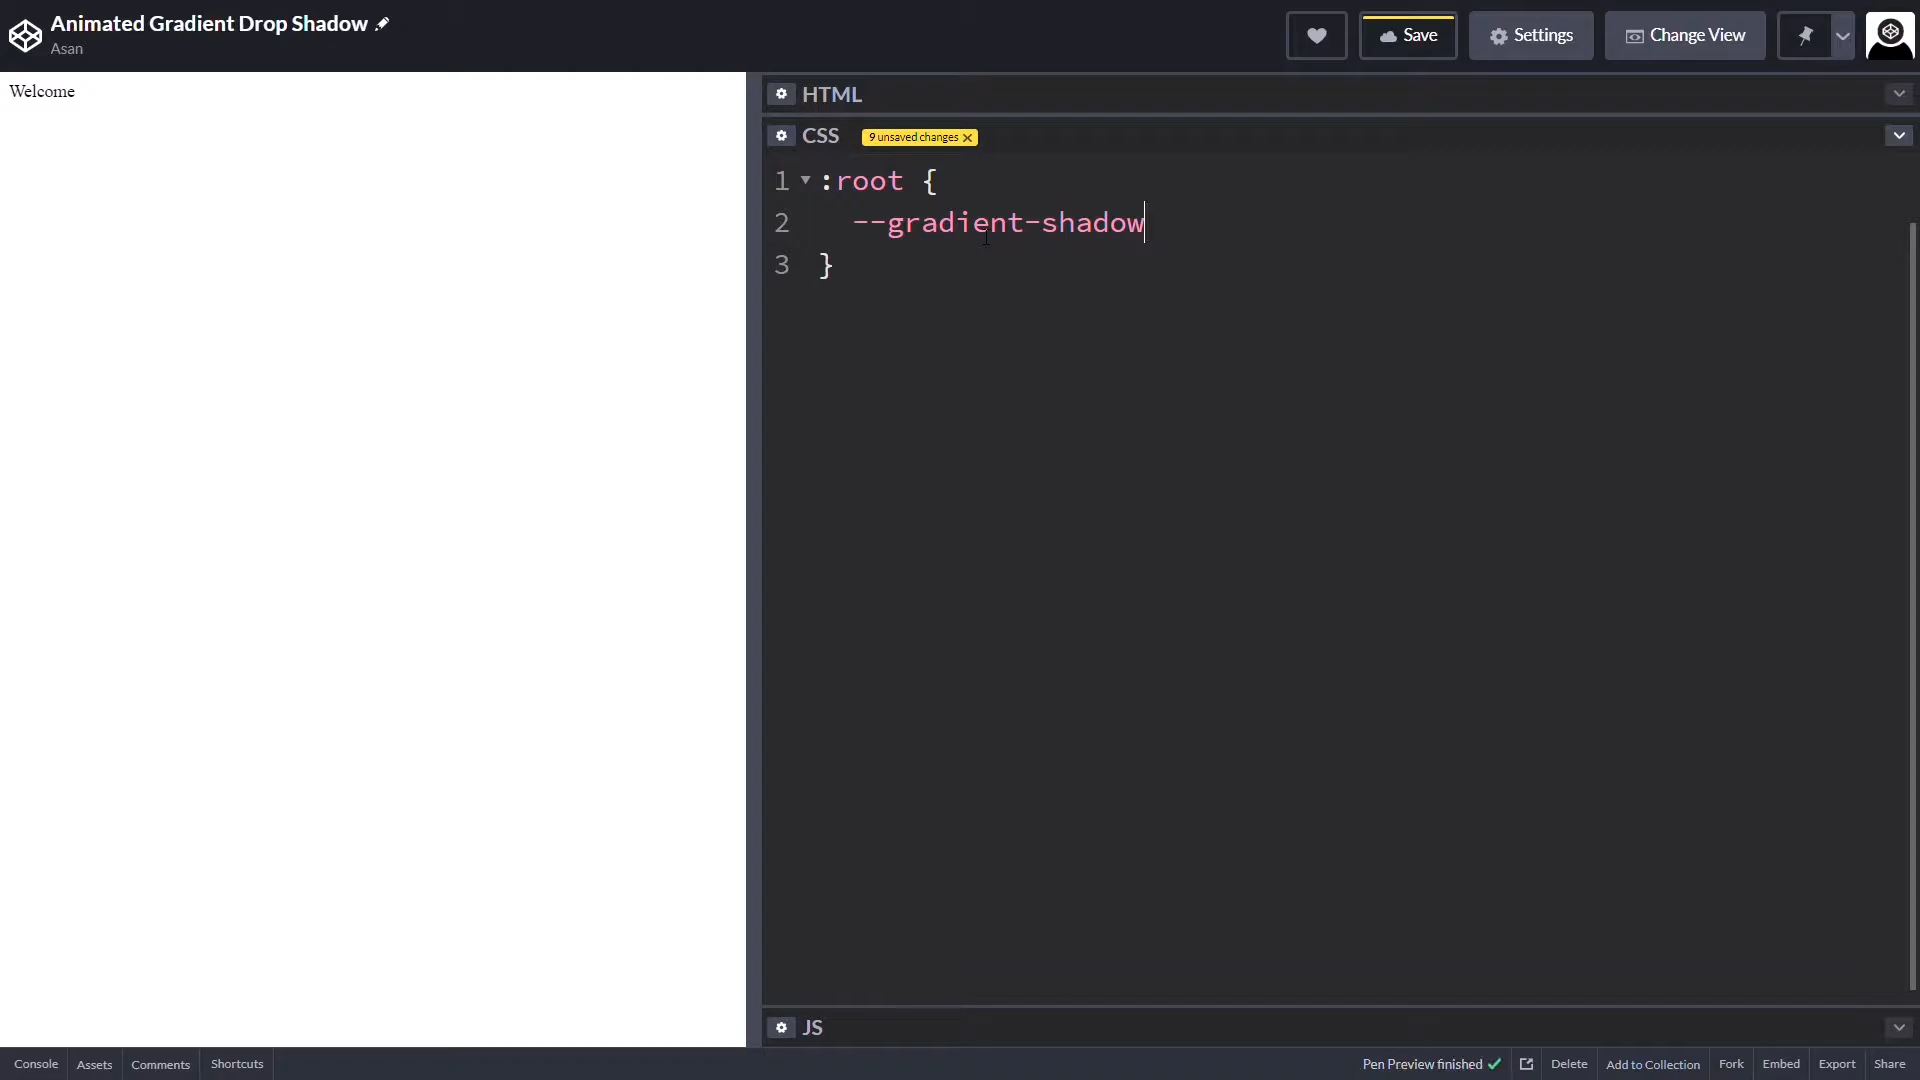 Animated Gradient Drop Shadow
Asan
Save
Settings
Change View
Welcome
HTML
CSS
9 unsaved changes
1 :root {
2 --gradient-shadow
3 }
JS
Console Assets Comments Shortcuts
Pen Preview finished
Delete Add to Collection Fork Embed Export Share